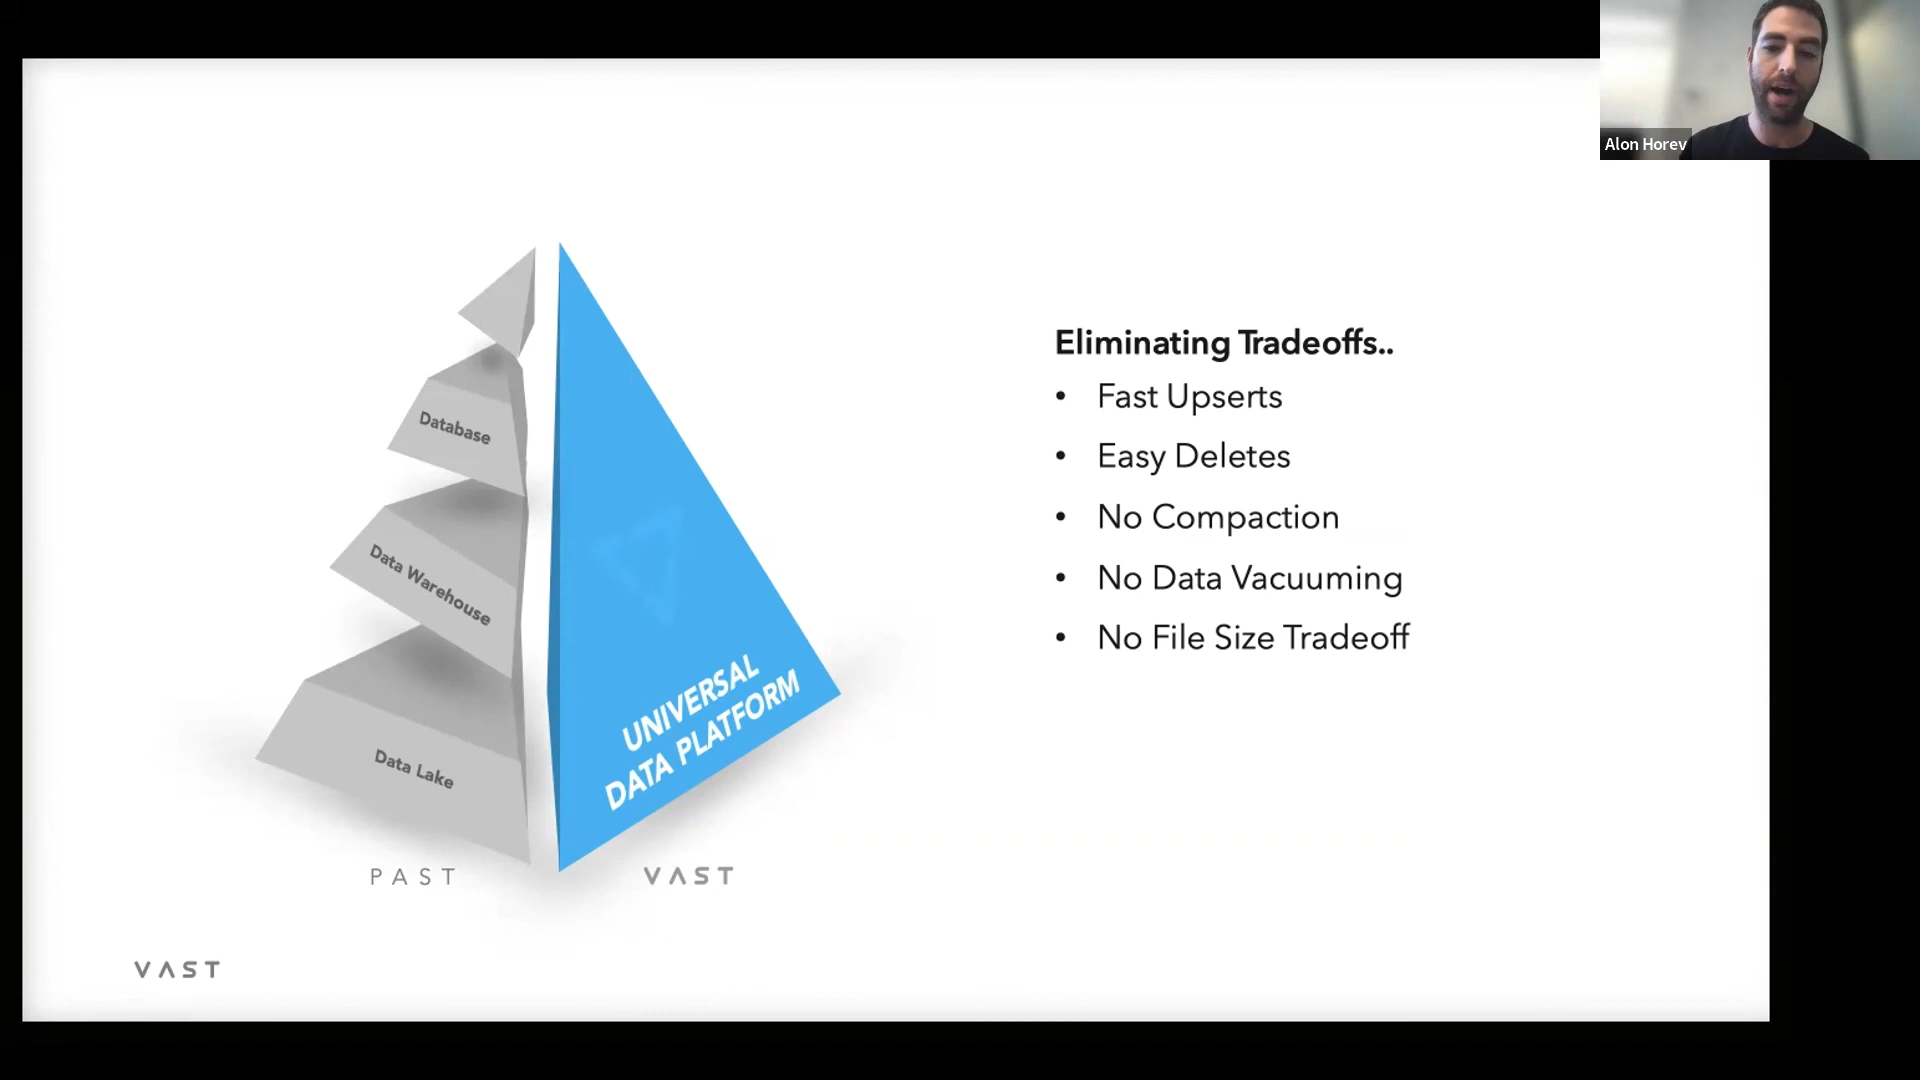 Alon Horev
Eliminating Tradeoffs..
• Fast Upserts
• Easy Deletes
• No Compaction
• No Data Vacuuming
• No File Size Tradeoff
Database
Data Warehouse
Data Lake
UNIVERSAL
DATA PLATFORM
PAST
VAST
VAST